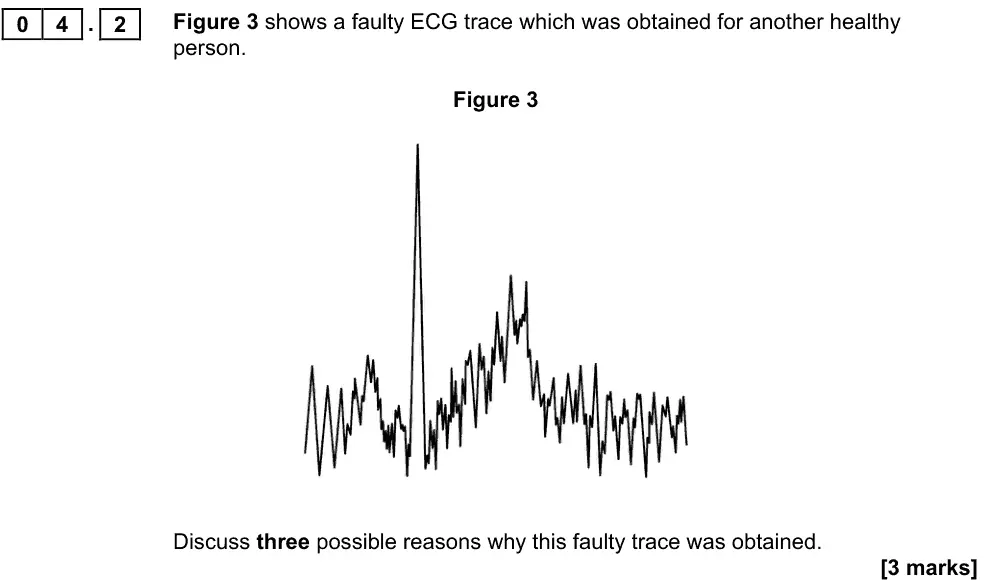 0 4 . 2 Figure 3 shows a faulty ECG trace which was obtained for another healthy
person.
Figure 3
Discuss three possible reasons why this faulty trace was obtained.
[3 marks]